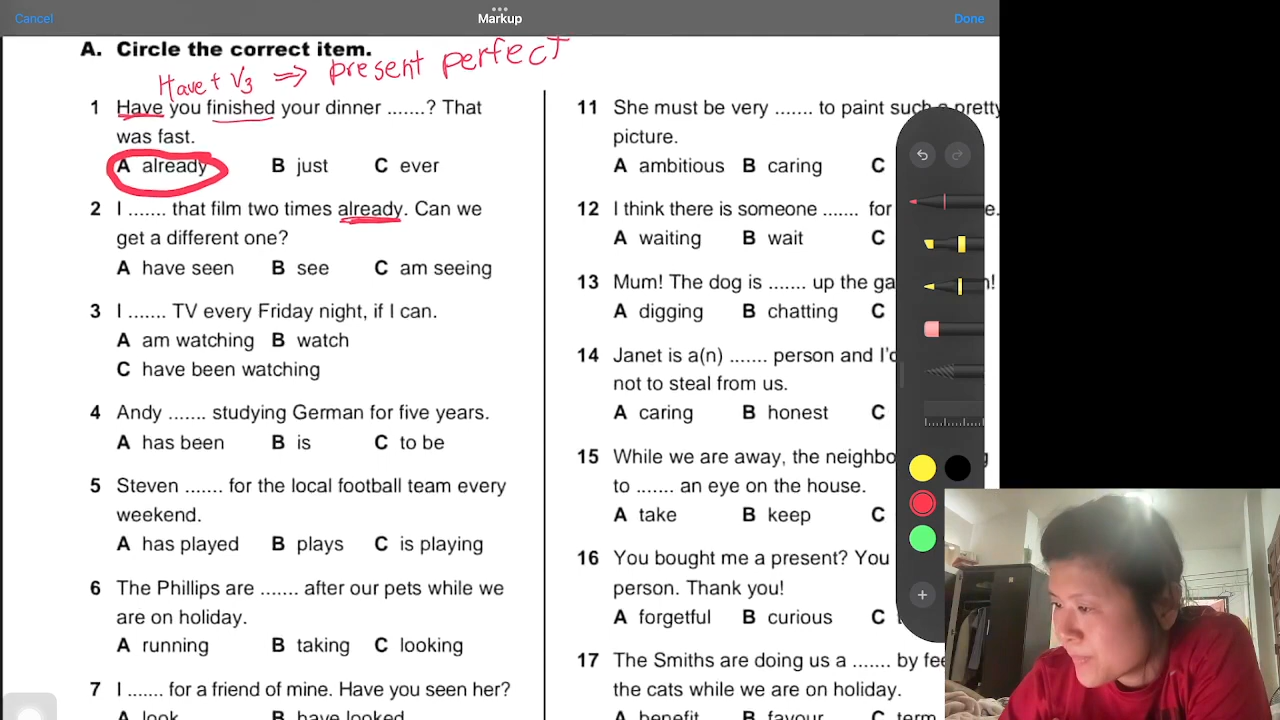 Cancel
Markup
Done
A. Circle the correct item.
Have + V3 ⇒ present perfect
1 Have you finished your dinner .......? That
was fast.
A already B just C ever
2 I ....... that film two times already. Can we
get a different one?
A have seen B see C am seeing
3 I ....... TV every Friday night, if I can.
A am watching B watch
C have been watching
4 Andy ....... studying German for five years.
A has been B is C to be
5 Steven ....... for the local football team every
weekend.
A has played B plays C is playing
6 The Phillips are ....... after our pets while we
are on holiday.
A running B taking C looking
7 I ....... for a friend of mine. Have you seen her?
A look B have looked
11 She must be very ....... to paint such a pretty
picture.
A ambitious B caring C
12 I think there is someone ....... for
A waiting B wait C
13 Mum! The dog is ....... up the
A digging B chatting C
14 Janet is a(n) ....... person and
not to steal from us.
A caring B honest C
15 While we are away, the
to ....... an eye on the house.
A take B keep C
16 You bought me a present? You
person. Thank you!
A forgetful B curious C
17 The Smiths are doing us a ....... by
the cats while we are on holiday.
A benefit B favour C term